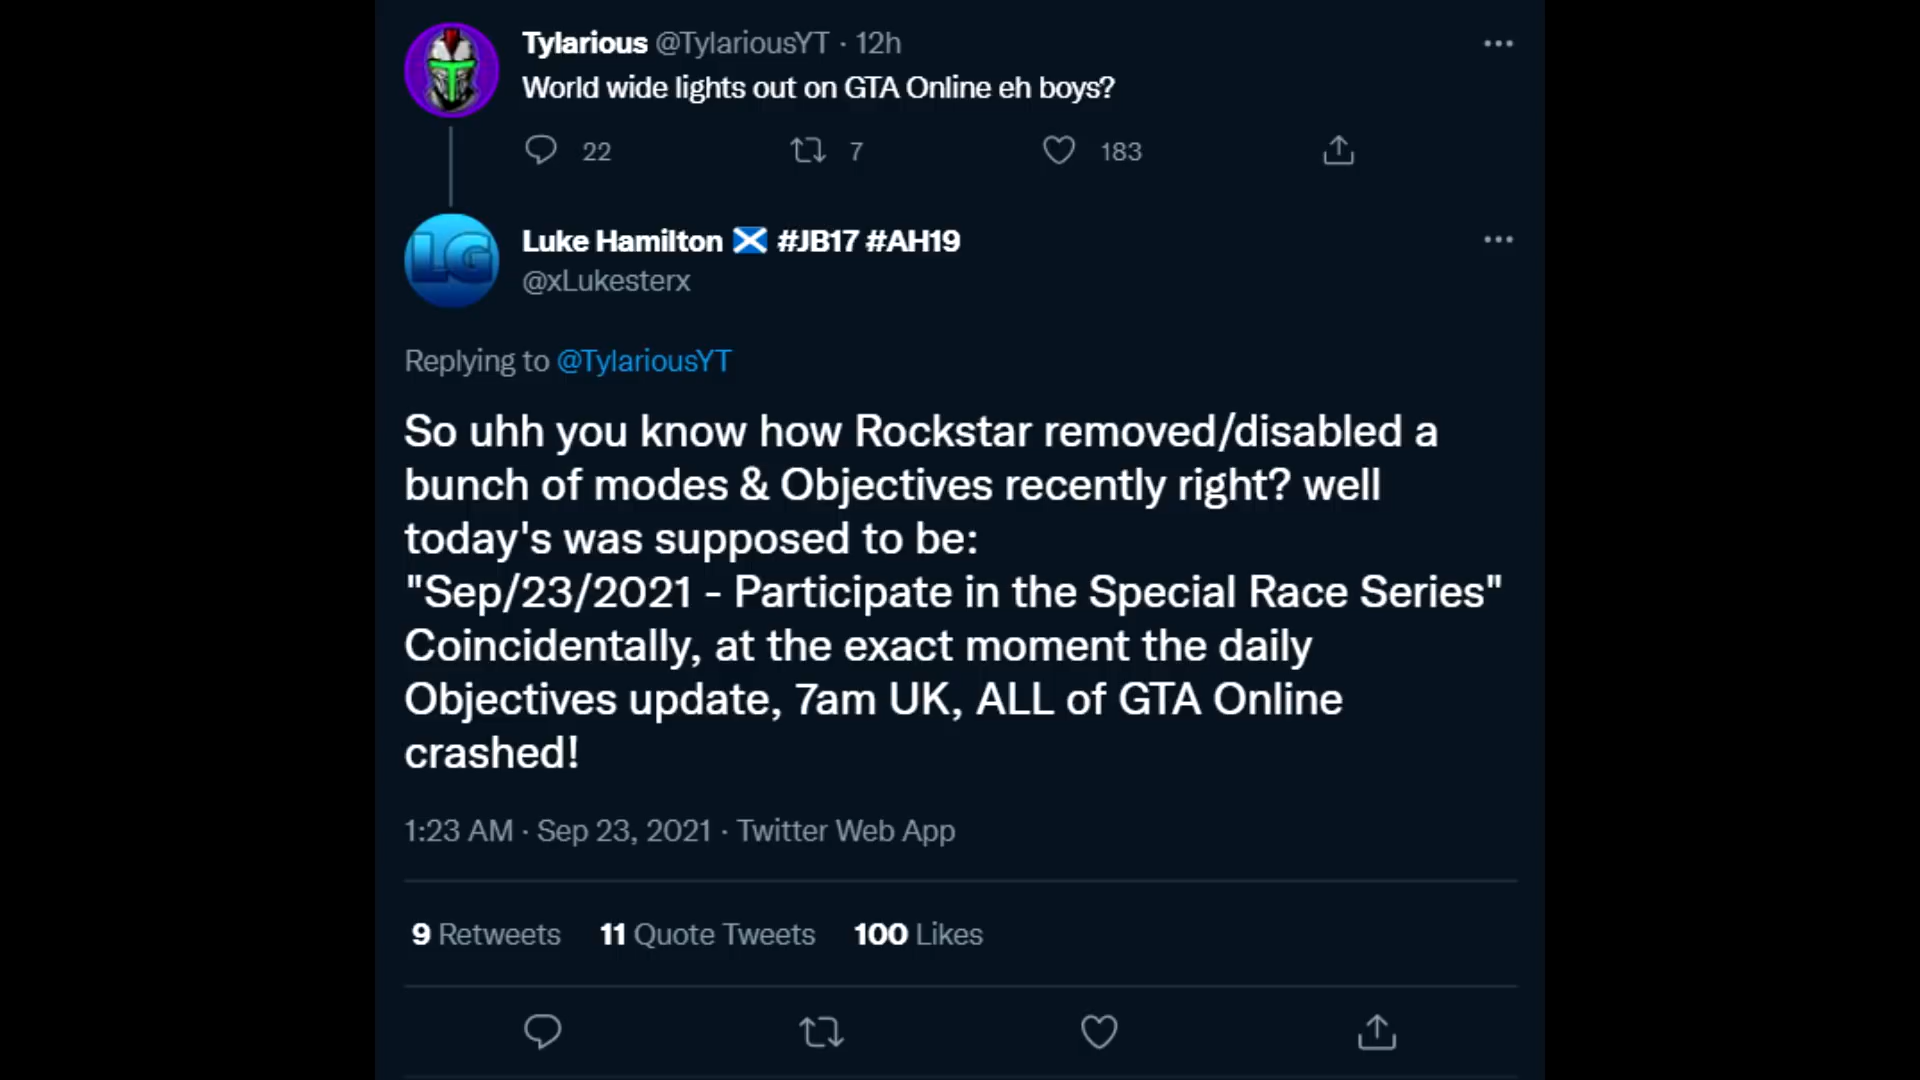 Tylarious @TylariousYT · 12h
World wide lights out on GTA Online eh boys?
22 7 183
LG
Luke Hamilton 🏴󠁧󠁢󠁳󠁣󠁴󠁿 #JB17 #AH19
@xLukesterx
Replying to @TylariousYT
So uhh you know how Rockstar removed/disabled a
bunch of modes & Objectives recently right? well
today's was supposed to be:
"Sep/23/2021 - Participate in the Special Race Series"
Coincidentally, at the exact moment the daily
Objectives update, 7am UK, ALL of GTA Online
crashed!
1:23 AM · Sep 23, 2021 · Twitter Web App
9 Retweets 11 Quote Tweets 100 Likes